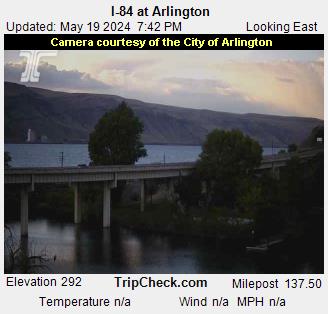 I-84 at Arlington
Updated: May 19 2024 7:42 PM Looking East
Camera courtesy of the City of Arlington
Elevation 292 TripCheck.com Milepost 137.50
Temperature n/a Wind n/a MPH n/a